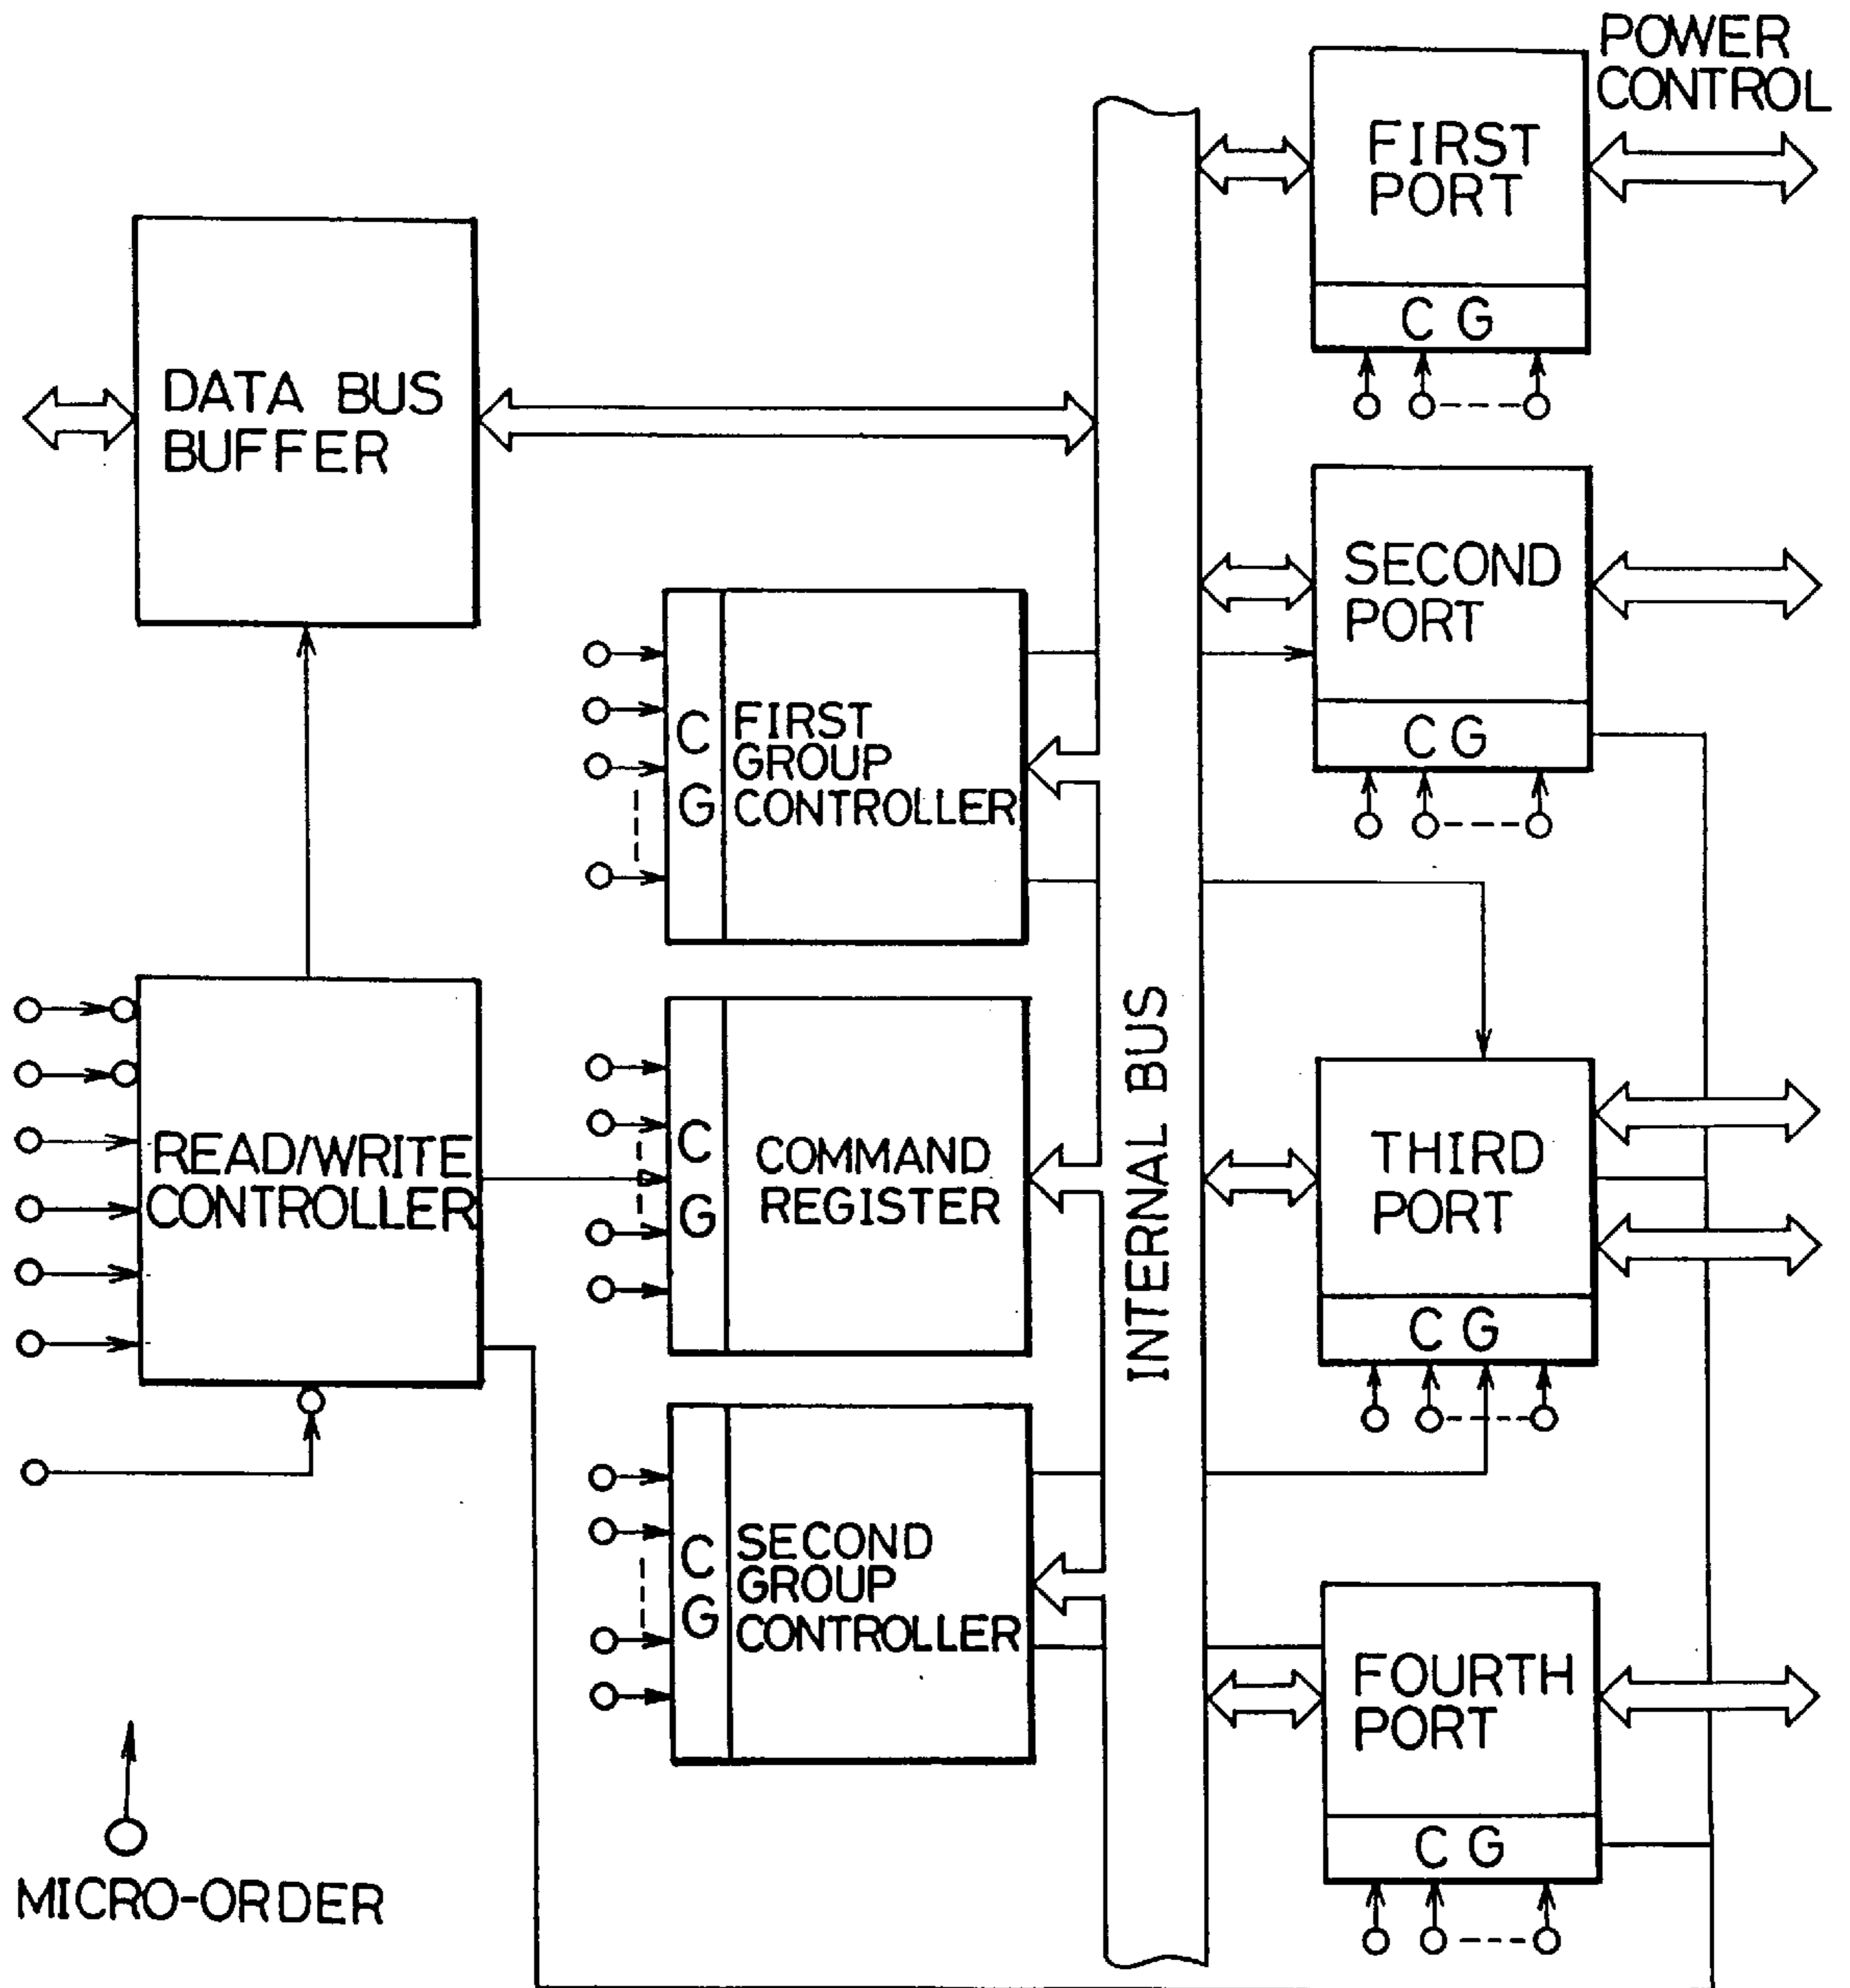 POWER
CONTROL
FIRST
PORT
C G
DATA BUS
BUFFER
SECOND
PORT
C G
C
G
FIRST
GROUP
CONTROLLER
READ/WRITE
CONTROLLER
C
G
COMMAND
REGISTER
INTERNAL BUS
THIRD
PORT
C G
C
G
SECOND
GROUP
CONTROLLER
FOURTH
PORT
C G
MICRO-ORDER